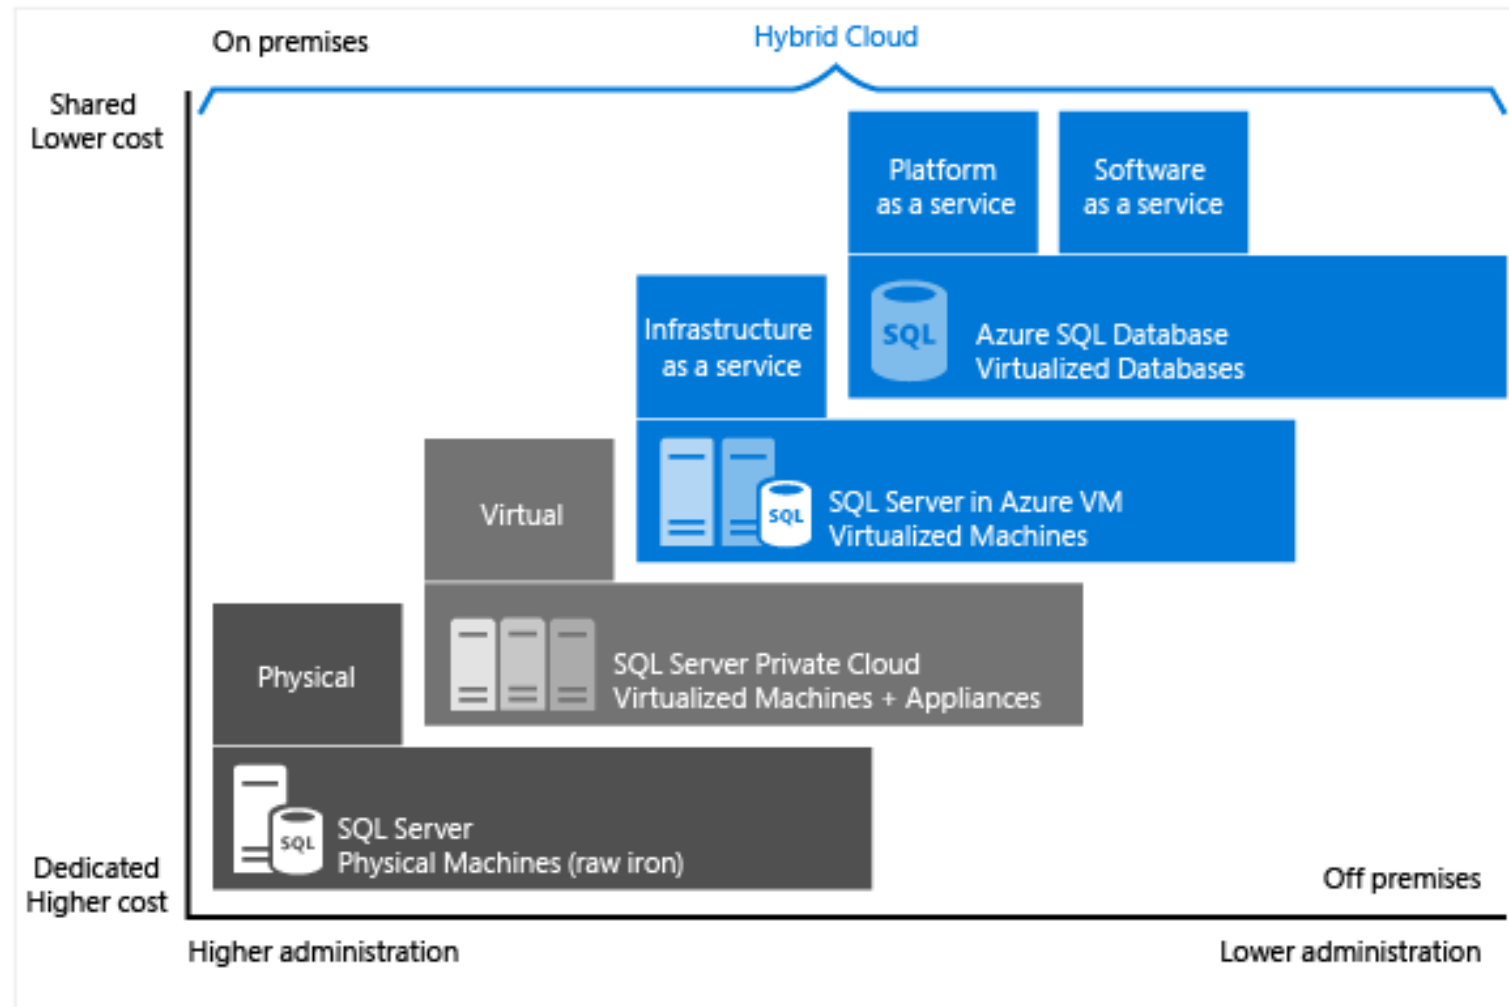 On premises
Hybrid Cloud
Shared
Lower cost
Platform
as a service
Software
as a service
Infrastructure
as a service
SQL
Azure SQL Database
Virtualized Databases
Virtual
SQL
SQL Server in Azure VM
Virtualized Machines
Physical
SQL Server Private Cloud
Virtualized Machines + Appliances
SQL
SQL Server
Physical Machines (raw iron)
Dedicated
Higher cost
Off premises
Higher administration
Lower administration